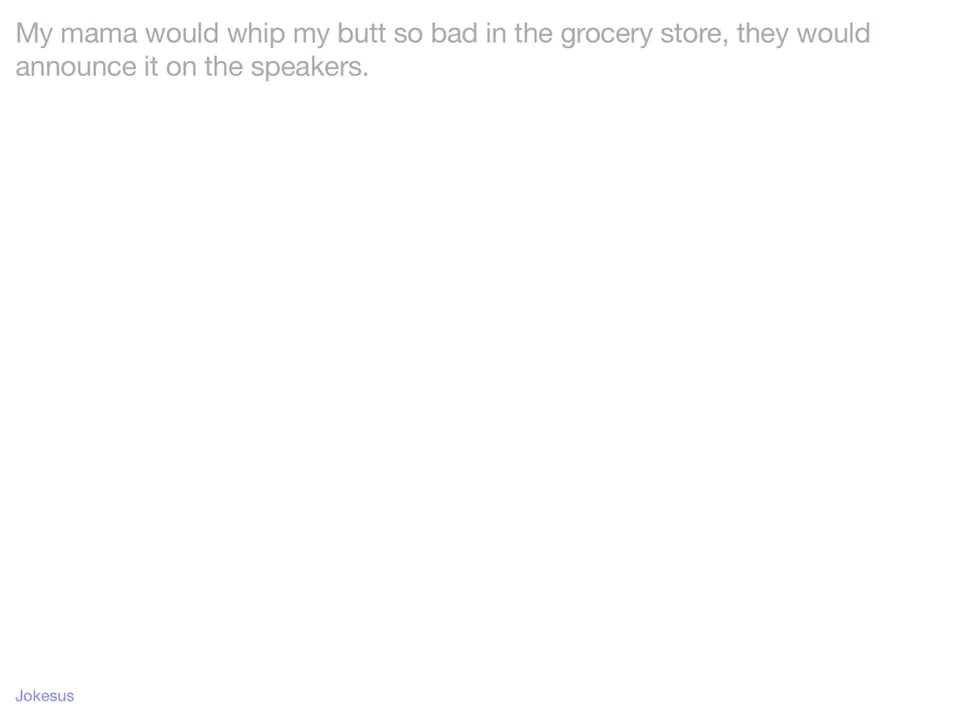 My mama would whip my butt so bad in the grocery store, they would
announce it on the speakers.
Jokesus